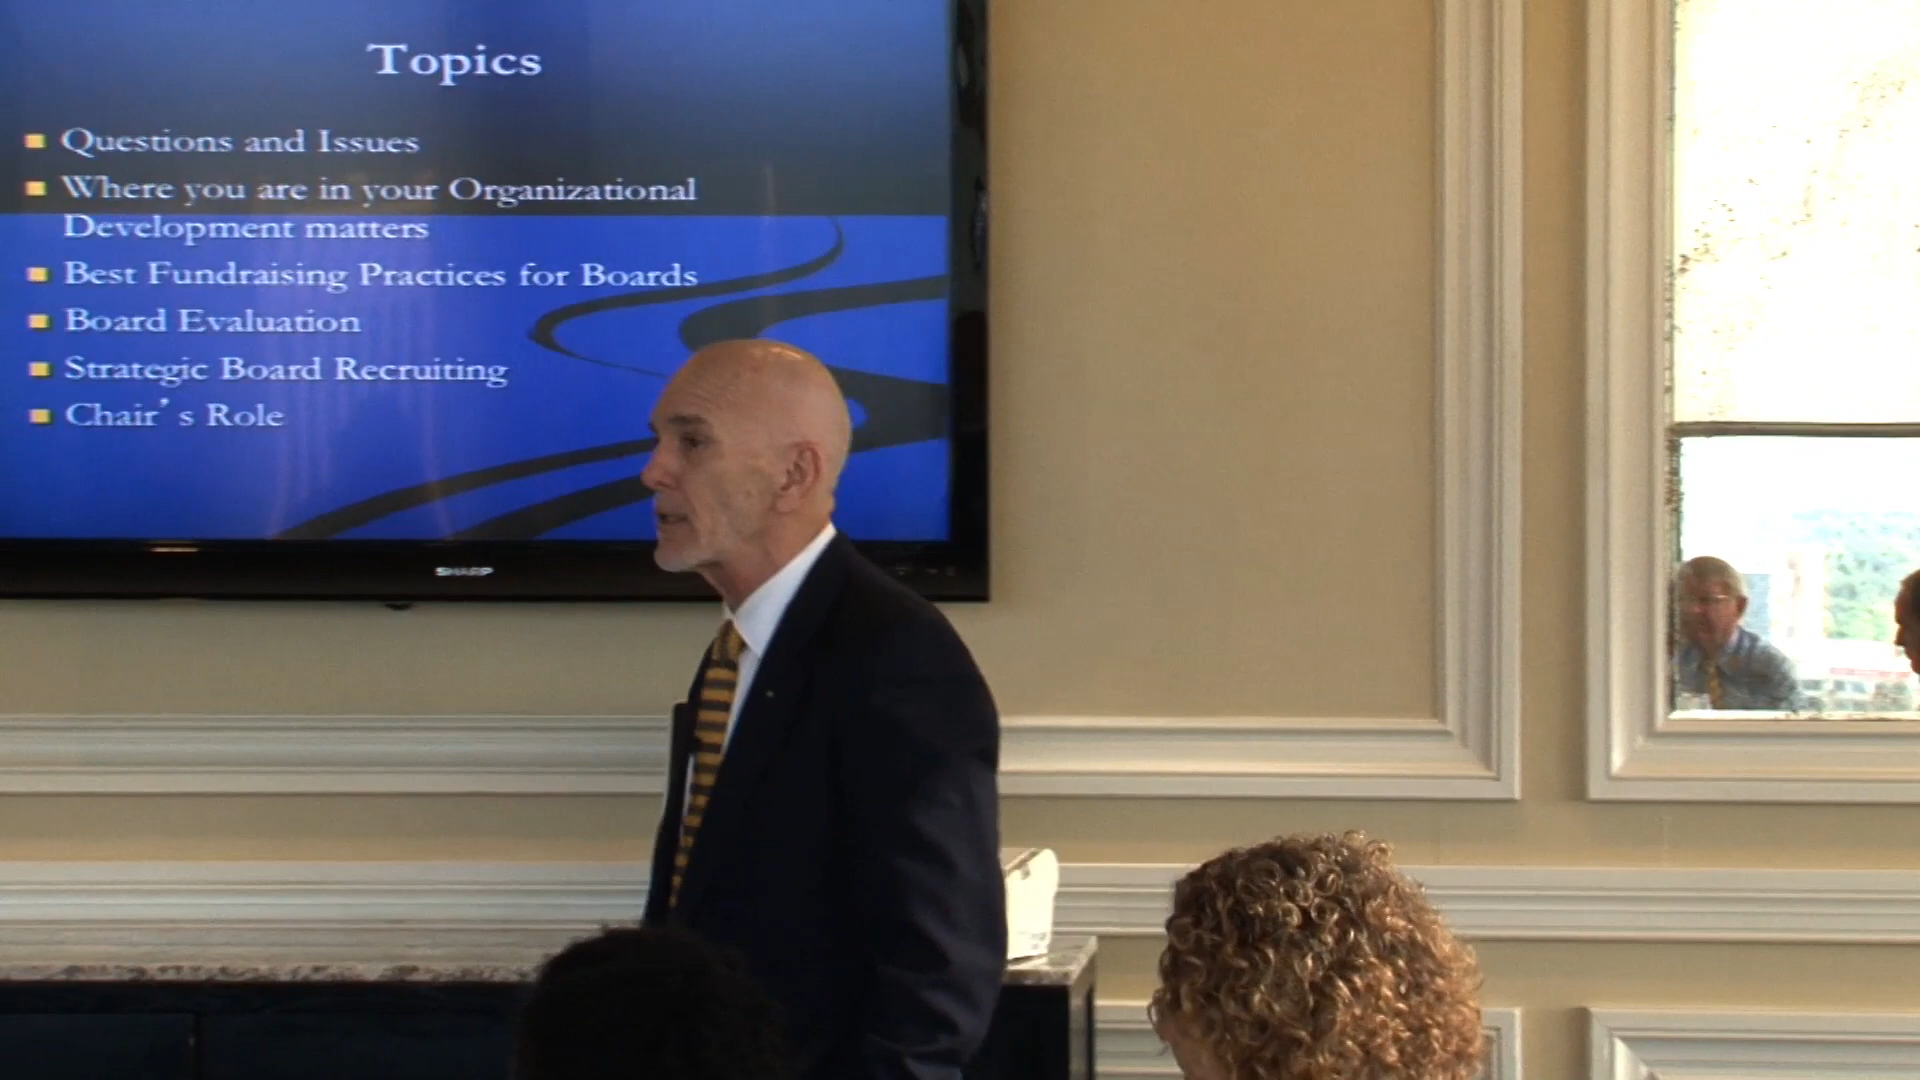 Topics
Questions and Issues
Where you are in your Organizational
Development matters
Best Fundraising Practices for Boards
Board Evaluation
Strategic Board Recruiting
Chair's Role
SHARP